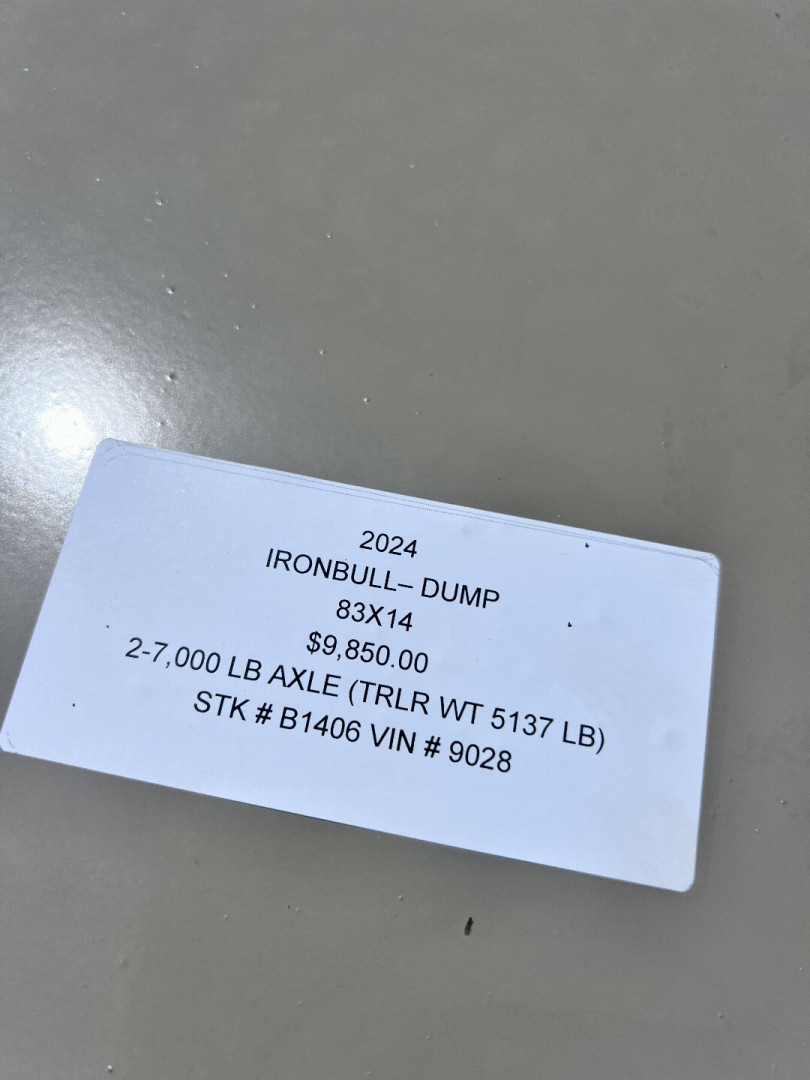 2024
IRONBULL– DUMP
83X14
$9,850.00
2-7,000 LB AXLE (TRLR WT 5137 LB)
STK # B1406 VIN # 9028